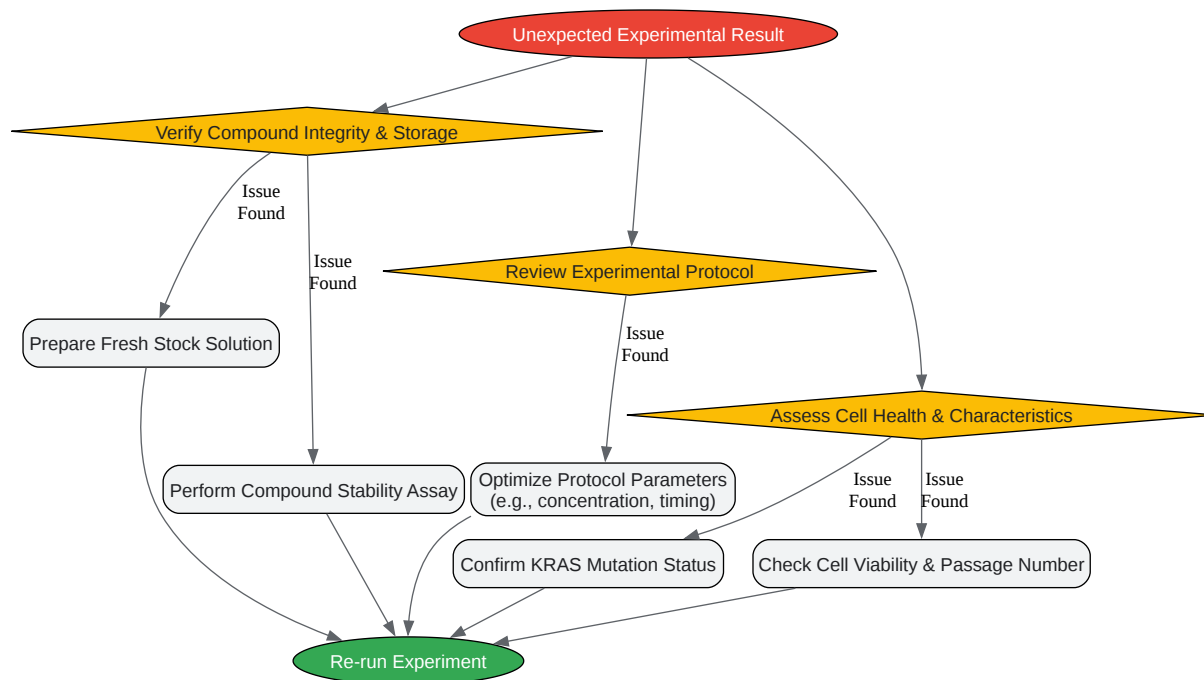 Unexpected Experimental Result
Verify Compound Integrity & Storage
Issue
Found
Issue
Found
Review Experimental Protocol
Prepare Fresh Stock Solution
Issue
Found
Assess Cell Health & Characteristics
Perform Compound Stability Assay
Optimize Protocol Parameters
(e.g., concentration, timing)
Issue
Found
Issue
Found
Confirm KRAS Mutation Status
Check Cell Viability & Passage Number
Re-run Experiment